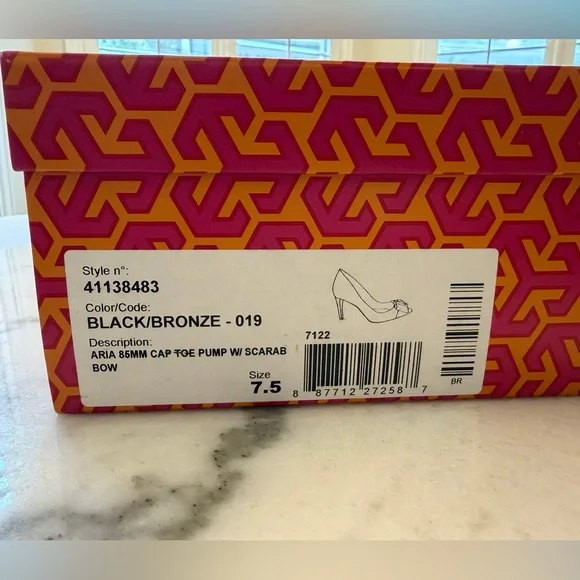 Style n°:
41138483
Color/Code:
BLACK/BRONZE - 019
Description:
ARIA 85MM CAP TOE PUMP W/ SCARAB
BOW
Size
7.5
7122
8 87712 27258 7
BR